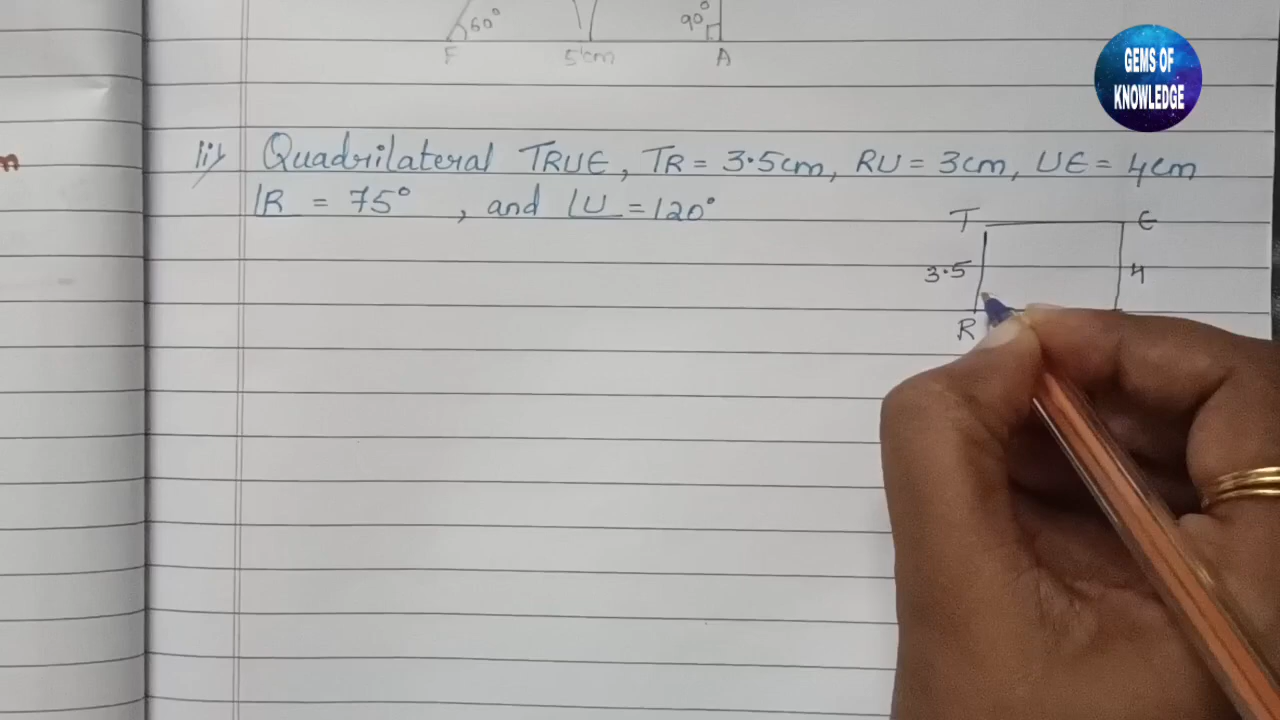 60° 90°
F 5cm A
GEMS OF
KNOWLEDGE
ii) Quadrilateral TRUE, TR = 3.5cm, RU = 3cm, UE = 4cm
∠R = 75°, and ∠U = 120°
T E
3.5 4
R